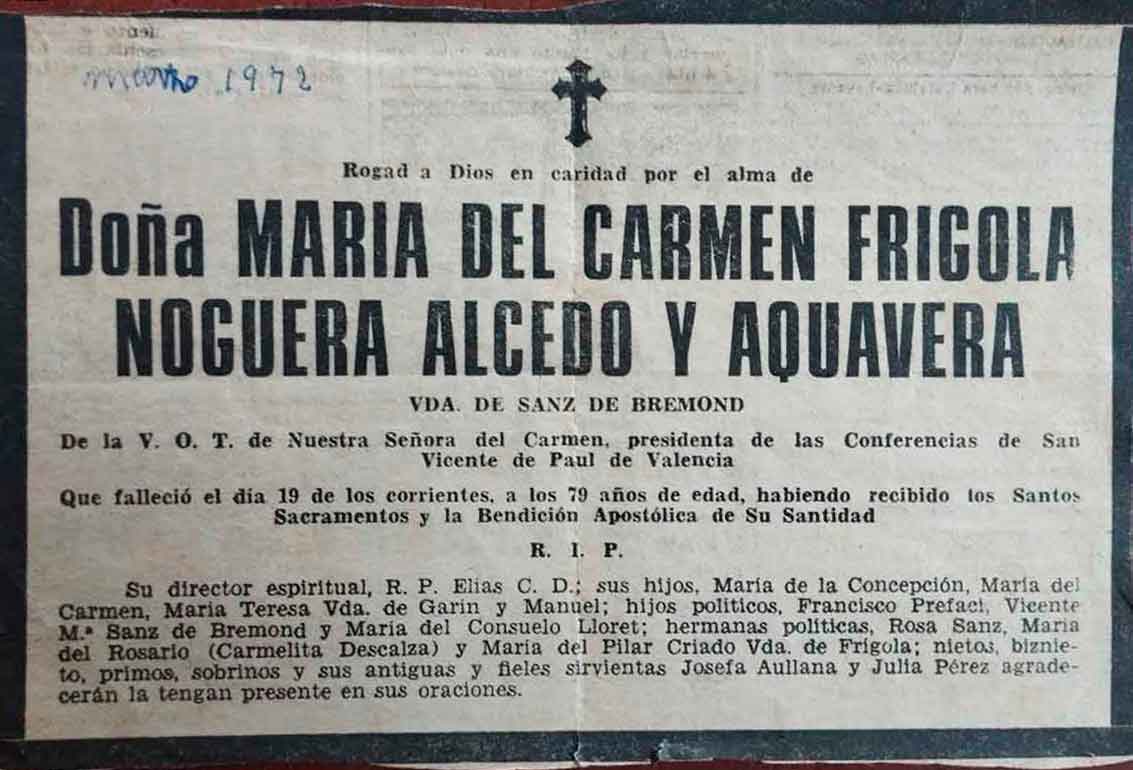 marzo 1972
Rogad a Dios en caridad por el alma de
Doña MARIA DEL CARMEN FRIGOLA
NOGUERA ALCEDO Y AQUAVERA
VDA. DE SANZ DE BREMOND
De la V. O. T. de Nuestra Señora del Carmen, presidenta de las Conferencias de San
Vicente de Paul de Valencia
Que falleció el día 19 de los corrientes, a los 79 años de edad, habiendo recibido los Santos
Sacramentos y la Bendición Apostólica de Su Santidad
R. I. P.
Su director espiritual, R. P. Elías C. D.; sus hijos, María de la Concepción, María del
Carmen, María Teresa Vda. de Garin y Manuel; hijos políticos, Francisco Prefaci, Vicente
M.ª Sanz de Bremond y María del Consuelo Lloret; hermanas políticas, Rosa Sanz, María
del Rosario (Carmelita Descalza) y María del Pilar Criado Vda. de Frígola; nietos, biznie-
to, primos, sobrinos y sus antiguas y fieles sirvientas Josefa Aullana y Julia Pérez agrade-
cerán la tengan presente en sus oraciones.